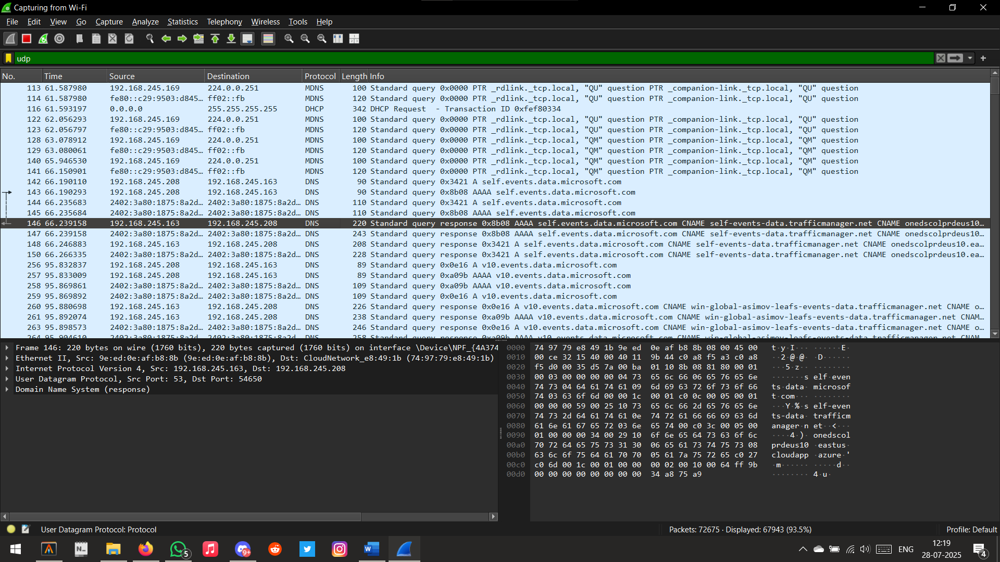 Capturing from Wi-Fi
File Edit View Go Capture Analyze Statistics Telephony Wireless Tools Help
udp
No. Time Source Destination Protocol Length Info
113 61.587980 192.168.245.169 224.0.0.251 MDNS 100 Standard query 0x0000 PTR _rdlink._tcp.local, "QU" question PTR _companion-link._tcp.local, "QU" question
114 61.587980 fe80::c29:9503:d845… ff02::fb MDNS 120 Standard query 0x0000 PTR _rdlink._tcp.local, "QU" question PTR _companion-link._tcp.local, "QU" question
116 61.593197 0.0.0.0 255.255.255.255 DHCP 342 DHCP Request - Transaction ID 0xfef80334
122 62.056293 192.168.245.169 224.0.0.251 MDNS 100 Standard query 0x0000 PTR _rdlink._tcp.local, "QU" question PTR _companion-link._tcp.local, "QU" question
123 62.056797 fe80::c29:9503:d845… ff02::fb MDNS 120 Standard query 0x0000 PTR _rdlink._tcp.local, "QU" question PTR _companion-link._tcp.local, "QU" question
128 63.078912 192.168.245.169 224.0.0.251 MDNS 100 Standard query 0x0000 PTR _rdlink._tcp.local, "QM" question PTR _companion-link._tcp.local, "QM" question
129 63.080061 fe80::c29:9503:d845… ff02::fb MDNS 120 Standard query 0x0000 PTR _rdlink._tcp.local, "QM" question PTR _companion-link._tcp.local, "QM" question
140 65.946530 192.168.245.169 224.0.0.251 MDNS 100 Standard query 0x0000 PTR _rdlink._tcp.local, "QM" question PTR _companion-link._tcp.local, "QM" question
141 66.150901 fe80::c29:9503:d845… ff02::fb MDNS 120 Standard query 0x0000 PTR _rdlink._tcp.local, "QM" question PTR _companion-link._tcp.local, "QM" question
142 66.190110 192.168.245.208 192.168.245.163 DNS 90 Standard query 0x3421 A self.events.data.microsoft.com
143 66.190293 192.168.245.208 192.168.245.163 DNS 90 Standard query 0x8b08 AAAA self.events.data.microsoft.com
144 66.235683 2402:3a80:1875:8a2d… 2402:3a80:1875:8a2d… DNS 110 Standard query 0x3421 A self.events.data.microsoft.com
145 66.235684 2402:3a80:1875:8a2d… 2402:3a80:1875:8a2d… DNS 110 Standard query 0x8b08 AAAA self.events.data.microsoft.com
146 66.239158 192.168.245.163 192.168.245.208 DNS 220 Standard query response 0x8b08 AAAA self.events.data.microsoft.com CNAME self-events-data.trafficmanager.net CNAME onedscolprdeus10…
147 66.239158 2402:3a80:1875:8a2d… 2402:3a80:1875:8a2d… DNS 243 Standard query response 0x8b08 AAAA self.events.data.microsoft.com CNAME self-events-data.trafficmanager.net CNAME onedscolprdeus10…
148 66.246883 192.168.245.163 192.168.245.208 DNS 208 Standard query response 0x3421 A self.events.data.microsoft.com CNAME self-events-data.trafficmanager.net CNAME onedscolprdeus10.ea…
150 66.266335 2402:3a80:1875:8a2d… 2402:3a80:1875:8a2d… DNS 228 Standard query response 0x3421 A self.events.data.microsoft.com CNAME self-events-data.trafficmanager.net CNAME onedscolprdeus10.ea…
256 95.832837 192.168.245.208 192.168.245.163 DNS 89 Standard query 0x0e16 A v10.events.data.microsoft.com
257 95.833009 192.168.245.208 192.168.245.163 DNS 89 Standard query 0xa09b AAAA v10.events.data.microsoft.com
258 95.869861 2402:3a80:1875:8a2d… 2402:3a80:1875:8a2d… DNS 109 Standard query 0xa09b AAAA v10.events.data.microsoft.com
259 95.869892 2402:3a80:1875:8a2d… 2402:3a80:1875:8a2d… DNS 109 Standard query 0x0e16 A v10.events.data.microsoft.com
260 95.880698 192.168.245.163 192.168.245.208 DNS 226 Standard query response 0x0e16 A v10.events.data.microsoft.com CNAME win-global-asimov-leafs-events-data.trafficmanager.net CNAME o…
261 95.892074 192.168.245.163 192.168.245.208 DNS 238 Standard query response 0xa09b AAAA v10.events.data.microsoft.com CNAME win-global-asimov-leafs-events-data.trafficmanager.net CNAM…
263 95.898573 2402:3a80:1875:8a2d… 2402:3a80:1875:8a2d… DNS 246 Standard query response 0x0e16 A v10.events.data.microsoft.com CNAME win-global-asimov-leafs-events-data.trafficmanager.net CNAME o…
Frame 146: 220 bytes on wire (1760 bits), 220 bytes captured (1760 bits) on interface \Device\NPF_{4A374
Ethernet II, Src: 9e:ed:0e:af:b8:8b (9e:ed:0e:af:b8:8b), Dst: CloudNetwork_e8:49:1b (74:97:79:e8:49:1b)
Internet Protocol Version 4, Src: 192.168.245.163, Dst: 192.168.245.208
User Datagram Protocol, Src Port: 53, Dst Port: 54650
Domain Name System (response)
0000 74 97 79 e8 49 1b 9e ed 0e af b8 8b 08 00 45 00 t·y·I··· ······E·
0010 00 ce 32 15 40 00 40 11 9b 44 c0 a8 f5 a3 c0 a8 ··2·@·@· ·D······
0020 f5 d0 00 35 d5 7a 00 ba 01 10 8b 08 81 80 00 01 ···5·z·· ········
0030 00 03 00 00 00 00 04 73 65 6c 66 06 65 76 65 6e ·······s elf·even
0040 74 73 04 64 61 74 61 09 6d 69 63 72 6f 73 6f 66 ts·data· microsof
0050 74 03 63 6f 6d 00 00 1c 00 01 c0 0c 00 05 00 01 t·com··· ········
0060 00 00 00 59 00 25 10 73 65 6c 66 2d 65 76 65 6e ···Y·%·s elf-even
0070 74 73 2d 64 61 74 61 0e 74 72 61 66 66 69 63 6d ts-data· trafficm
0080 61 6e 61 67 65 72 03 6e 65 74 00 c0 3c 00 05 00 anager·n et··<···
0090 01 00 00 00 34 00 29 10 6f 6e 65 64 73 63 6f 6c ····4·)· onedscol
00a0 70 72 64 65 75 73 31 30 06 65 61 73 74 75 73 08 prdeus10 ·eastus·
00b0 63 6c 6f 75 64 61 70 70 05 61 7a 75 72 65 c0 27 cloudapp ·azure·'
00c0 c0 6d 00 1c 00 01 00 00 00 02 00 10 00 64 ff 9b ·m······ ·····d··
00d0 00 00 00 00 00 00 00 00 34 a8 75 a9 ········ 4·u·
User Datagram Protocol: Protocol
Packets: 72675 · Displayed: 67943 (93.5%)
Profile: Default
5
9+
ENG
12:19
28-07-2025
4